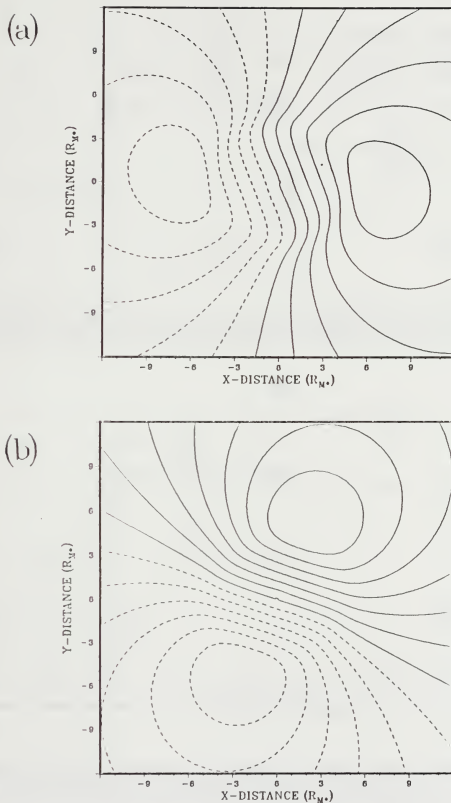 (a)
9
6
3
0
-3
-6
-9
Y-DISTANCE (R_M*)
-9 -6 -3 0 3 6 9
X-DISTANCE (R_M*)
(b)
9
6
3
0
-3
-6
-9
Y-DISTANCE (R_M*)
-9 -6 -3 0 3 6 9
X-DISTANCE (R_M*)